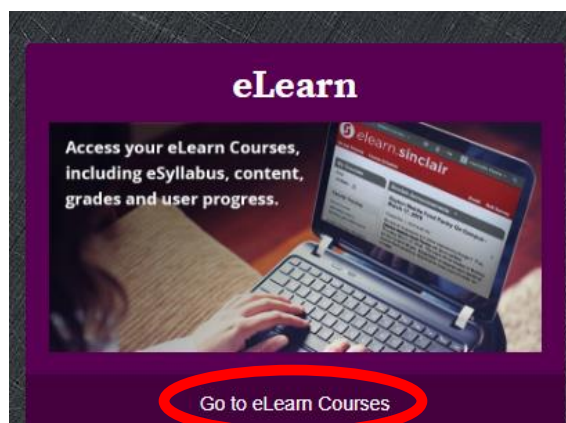 eLearn
Access your eLearn Courses,
including eSyllabus, content,
grades and user progress.
elearn.sinclair
Go to eLearn Courses